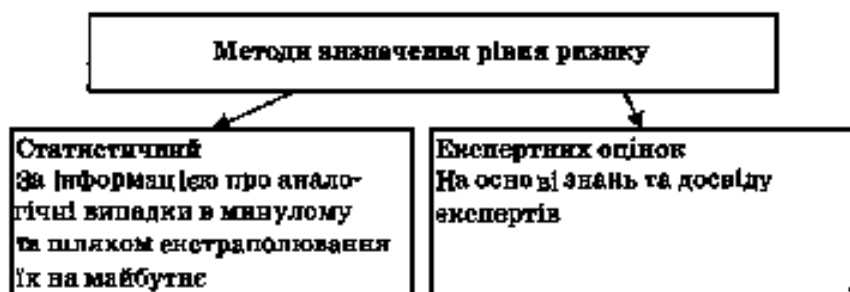 Методи визначення рівня ризику
Статистичний
За інформацією про анало-
гічні випадки в минулому
та шляхом екстраполювання
їх на майбутнє
Експертних оцінок
На основі знань та досвіду
експертів